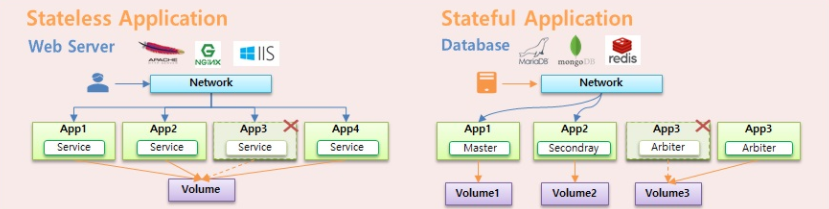 Stateless Application
Web Server
APACHE
NGINX
IIS
Network
App1
Service
App2
Service
App3
Service
App4
Service
Volume
Stateful Application
Database
MariaDB
mongoDB
redis
Network
App1
Master
App2
Secondray
App3
Arbiter
App3
Arbiter
Volume1
Volume2
Volume3